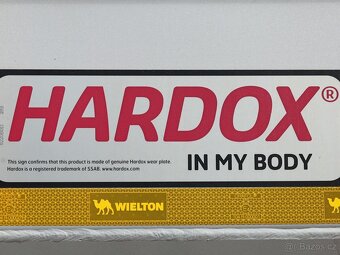 HARDOX®
IN MY BODY
This sign confirms that this product is made of genuine Hardox wear plate.
Hardox is a registered trademark of SSAB. www.hardox.com
WIELTON
Bazoš.cz